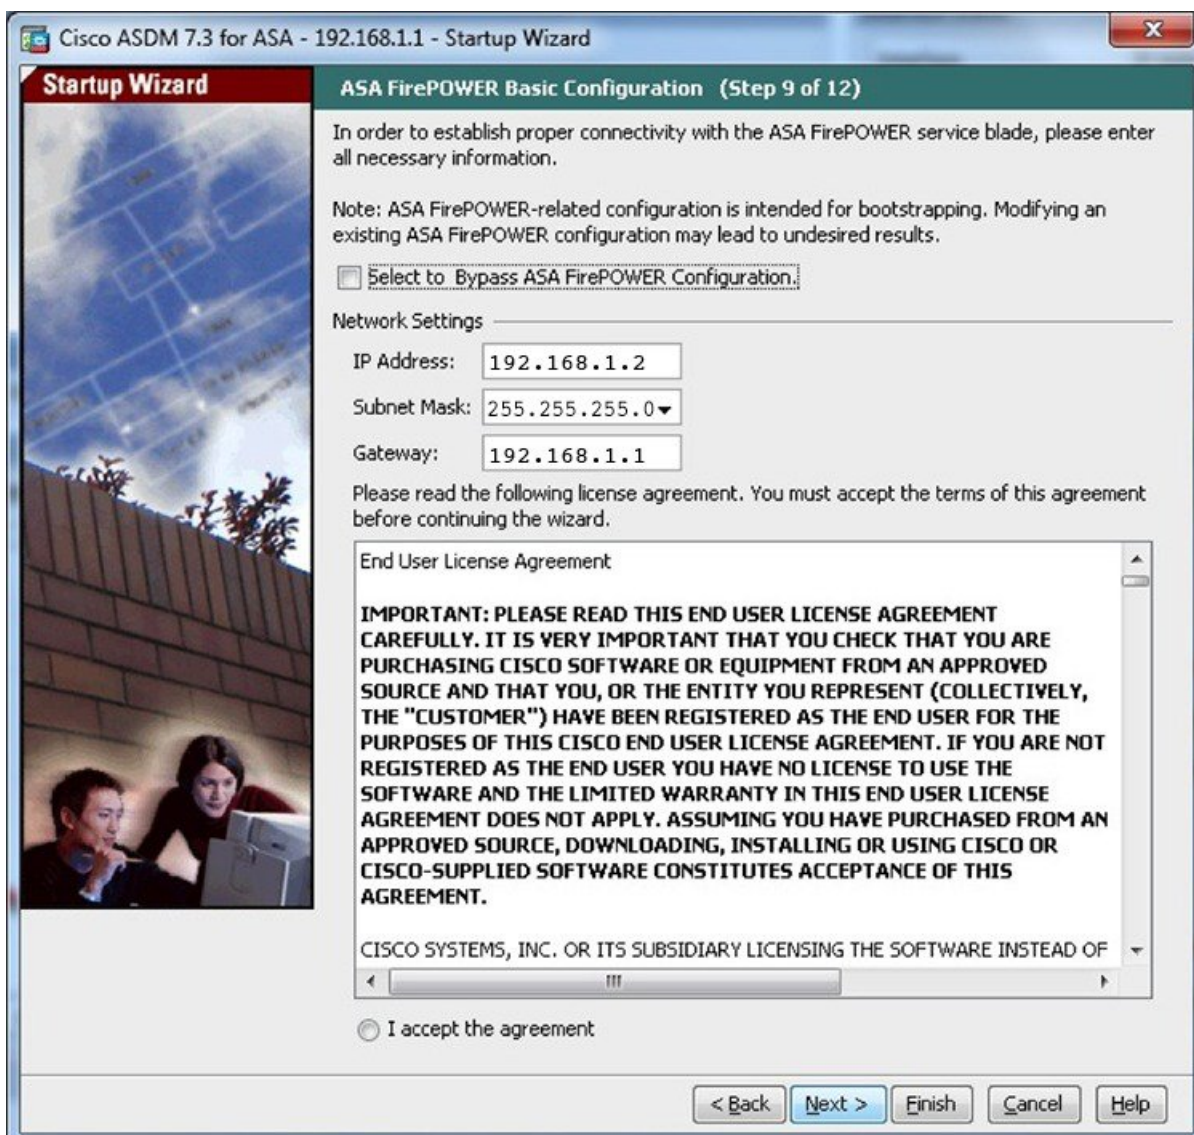 Cisco ASDM 7.3 for ASA - 192.168.1.1 - Startup Wizard
Startup Wizard
ASA FirePOWER Basic Configuration (Step 9 of 12)
In order to establish proper connectivity with the ASA FirePOWER service blade, please enter
all necessary information.
Note: ASA FirePOWER-related configuration is intended for bootstrapping. Modifying an
existing ASA FirePOWER configuration may lead to undesired results.
Select to Bypass ASA FirePOWER Configuration.
Network Settings
IP Address: 192.168.1.2
Subnet Mask: 255.255.255.0
Gateway: 192.168.1.1
Please read the following license agreement. You must accept the terms of this agreement
before continuing the wizard.
End User License Agreement
IMPORTANT: PLEASE READ THIS END USER LICENSE AGREEMENT
CAREFULLY. IT IS VERY IMPORTANT THAT YOU CHECK THAT YOU ARE
PURCHASING CISCO SOFTWARE OR EQUIPMENT FROM AN APPROVED
SOURCE AND THAT YOU, OR THE ENTITY YOU REPRESENT (COLLECTIVELY,
THE "CUSTOMER") HAVE BEEN REGISTERED AS THE END USER FOR THE
PURPOSES OF THIS CISCO END USER LICENSE AGREEMENT. IF YOU ARE NOT
REGISTERED AS THE END USER YOU HAVE NO LICENSE TO USE THE
SOFTWARE AND THE LIMITED WARRANTY IN THIS END USER LICENSE
AGREEMENT DOES NOT APPLY. ASSUMING YOU HAVE PURCHASED FROM AN
APPROVED SOURCE, DOWNLOADING, INSTALLING OR USING CISCO OR
CISCO-SUPPLIED SOFTWARE CONSTITUTES ACCEPTANCE OF THIS
AGREEMENT.
CISCO SYSTEMS, INC. OR ITS SUBSIDIARY LICENSING THE SOFTWARE INSTEAD OF
I accept the agreement
< Back Next > Finish Cancel Help